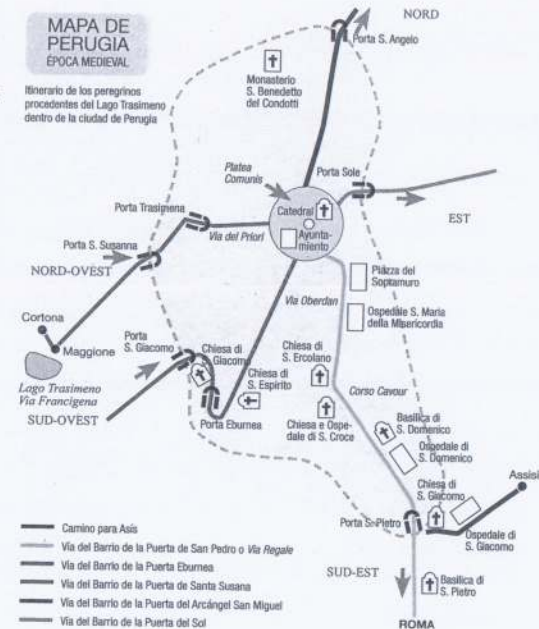 MAPA DE
PERUGIA
ÉPOCA MEDIEVAL
Itinerario de los peregrinos
procedentes del Lago Trasimeno
dentro de la ciudad de Perugia
NORD
Porta S. Angelo
Monasterio
S. Benedetto
del Condotti
Platea
Comunis
Porta Sole
Catedral
EST
Ayunta-
miento
Porta Trasimena
Via del Priori
Porta S. Susanna
NORD-OVEST
Piazza del
Sopramuro
Via Oberdan
Ospedale S. Maria
della Misericordia
Cortona
Maggione
Lago Trasimeno
Via Francigena
SUD-OVEST
Porta
S. Giacomo
Chiesa di
S. Giacomo
Chiesa di
S. Espirito
Porta Eburnea
Chiesa di
S. Ercolano
Corso Cavour
Chiesa e Ospe-
dale di S. Croce
Basilica di
S. Domenico
Ospedale di
S. Domenico
Assisi
Chiesa di
S. Giacomo
Porta S. Pietro
Ospedale di
S. Giacomo
SUD-EST
Basilica di
S. Pietro
ROMA
Camino para Asís
Vía del Barrio de la Puerta de San Pedro o Via Regale
Vía del Barrio de la Puerta Eburnea
Vía del Barrio de la Puerta de Santa Susana
Vía del Barrio de la Puerta del Arcángel San Miguel
Vía del Barrio de la Puerta del Sol